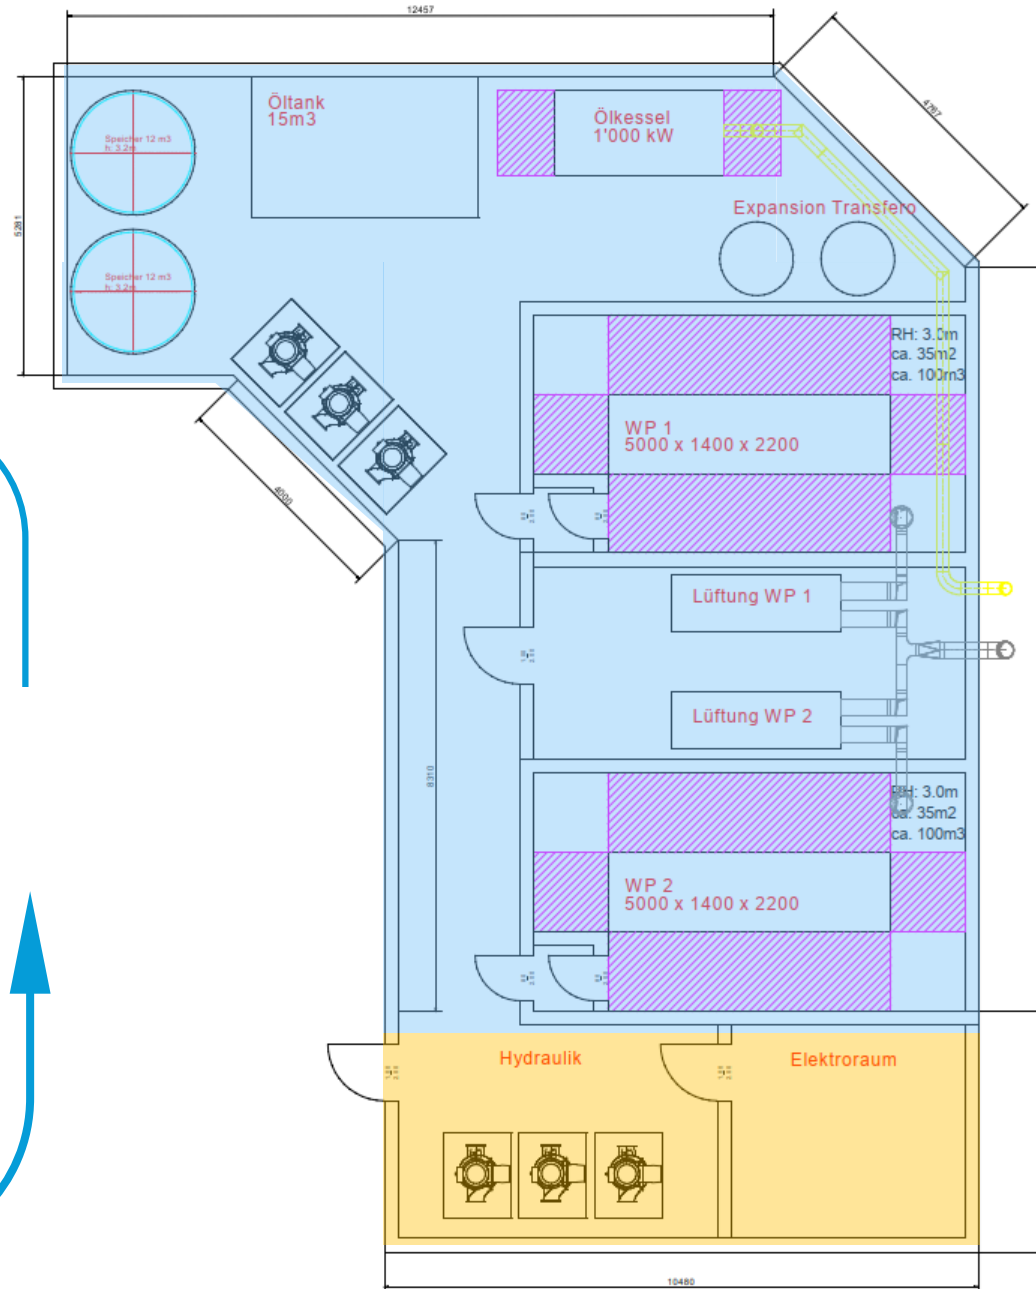 12457
Öltank
15m3
Ölkessel
1'000 kW
4767
Speicher 12 m3
h: 3.2m
5281
Expansion Transfero
Speicher 12 m3
h: 3.2m
RH: 3.0m
ca. 35m2
ca. 100m3
WP 1
5000 x 1400 x 2200
4000
Lüftung WP 1
Lüftung WP 2
8310
RH: 3.0m
ca. 35m2
ca. 100m3
WP 2
5000 x 1400 x 2200
Hydraulik
Elektroraum
10480